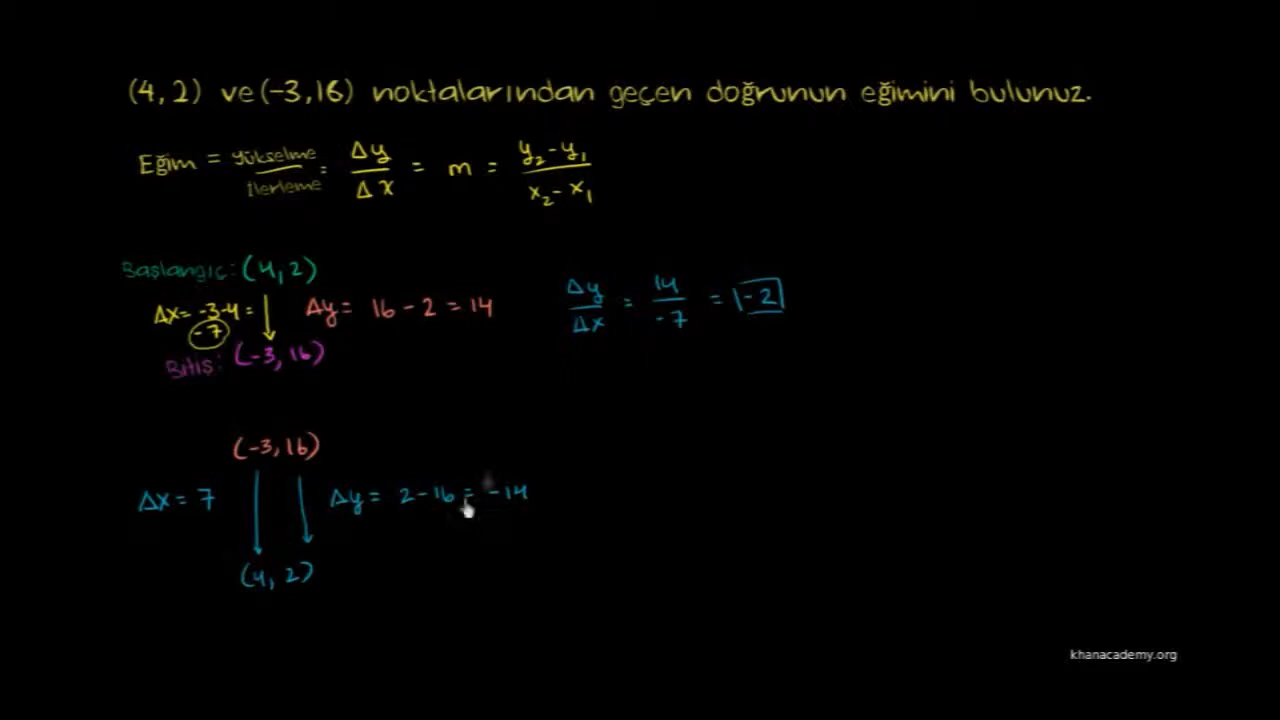 (4, 2) ve (-3, 16) noktalarından geçen doğrunun eğimini bulunuz.
Eğim = yükselme / ilerleme = Δy / Δx = m = y₂ - y₁ / x₂ - x₁
Başlangıç: (4, 2)
Δx = -3-4 = -7
Δy = 16 - 2 = 14
Δy / Δx = 14 / -7 = -2
Bitiş: (-3, 16)
(-3, 16)
Δx = 7
Δy = 2 - 16 = -14
(4, 2)
khanacademy.org